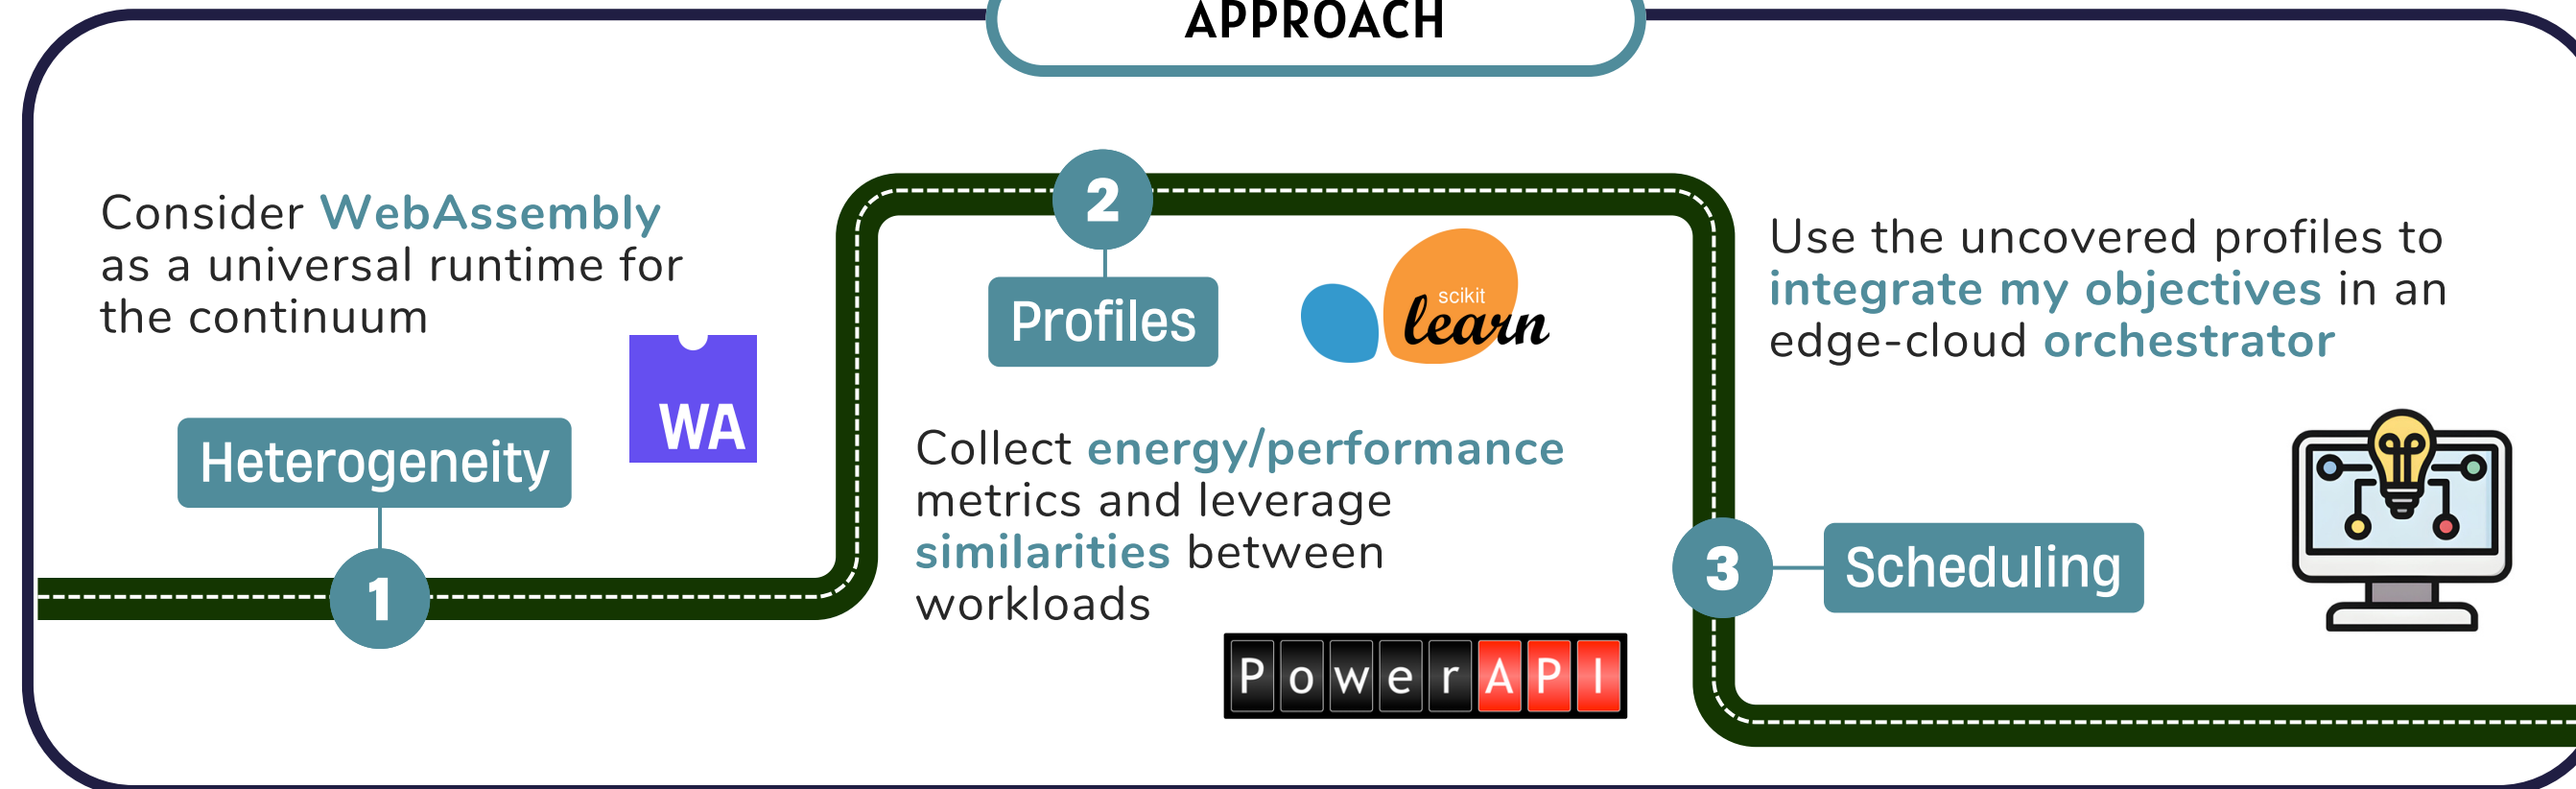 APPROACH
Consider WebAssembly
as a universal runtime for
the continuum
WA
Heterogeneity
1
2
Profiles
scikit
learn
Collect energy/performance
metrics and leverage
similarities between
workloads
PowerAPI
Use the uncovered profiles to
integrate my objectives in an
edge-cloud orchestrator
3
Scheduling